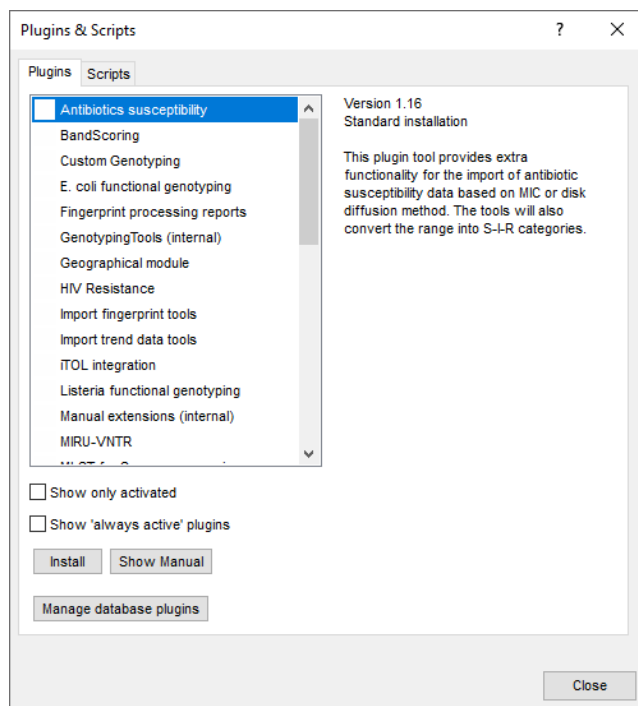 Plugins & Scripts
?
Plugins
Scripts
Antibiotics susceptibility
BandScoring
Custom Genotyping
E. coli functional genotyping
Fingerprint processing reports
GenotypingTools (internal)
Geographical module
HIV Resistance
Import fingerprint tools
Import trend data tools
iTOL integration
Listeria functional genotyping
Manual extensions (internal)
MIRU-VNTR
Version 1.16
Standard installation
This plugin tool provides extra
functionality for the import of antibiotic
susceptibility data based on MIC or disk
diffusion method. The tools will also
convert the range into S-I-R categories.
Show only activated
Show 'always active' plugins
Install
Show Manual
Manage database plugins
Close